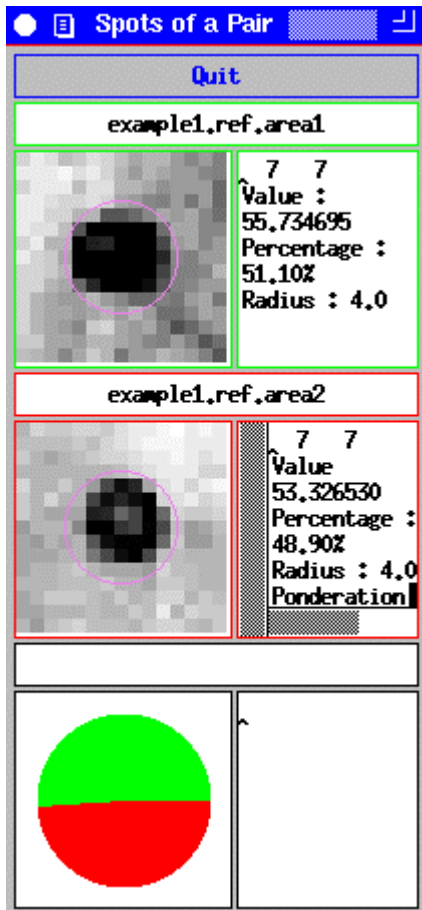 Spots of a Pair
Quit
example1.ref.area1
7 7
Value :
55.734695
Percentage :
51.10%
Radius : 4.0
example1.ref.area2
7 7
Value
53.326530
Percentage :
48.90%
Radius : 4.0
Ponderation